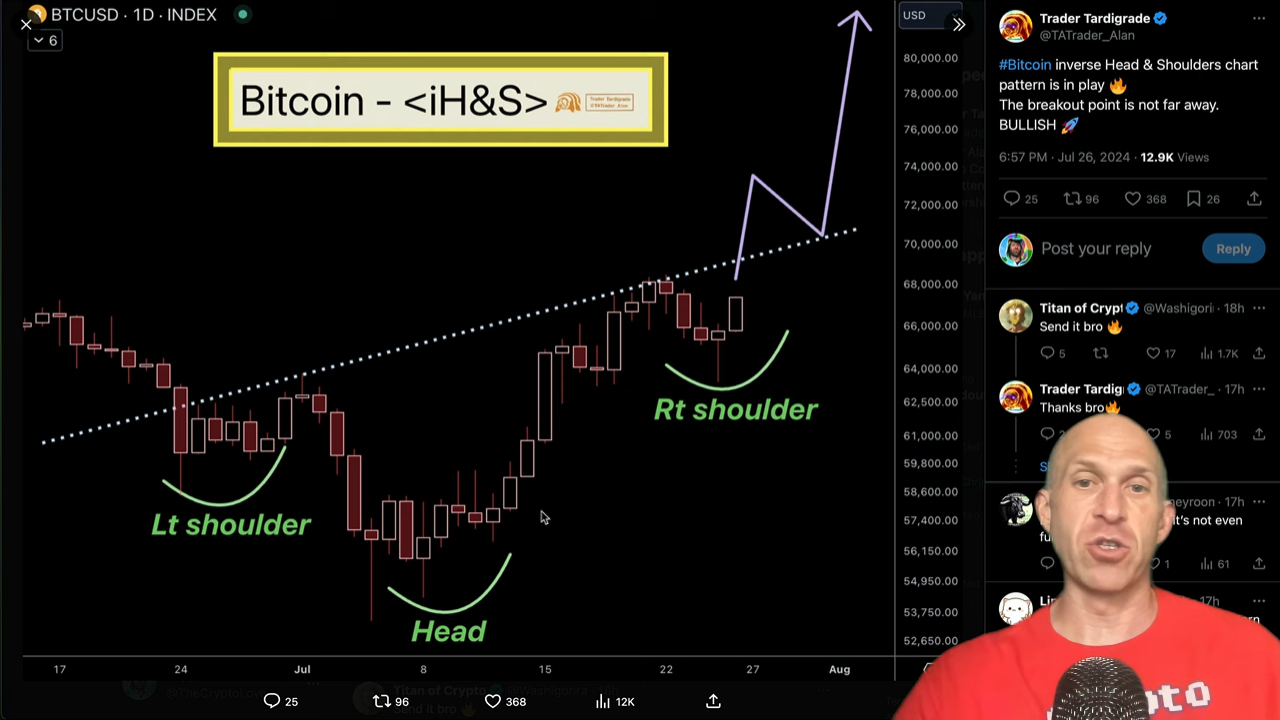 BTCUSD · 1D · INDEX
6
Bitcoin - <iH&S>
Trader Tardigrade
@TATrader_Alan
Lt shoulder
Head
Rt shoulder
USD
80,000.00
78,000.00
76,000.00
74,000.00
72,000.00
70,000.00
68,000.00
66,000.00
64,000.00
62,500.00
61,000.00
59,800.00
58,600.00
57,400.00
56,150.00
54,950.00
53,750.00
52,650.00
17
24
Jul
8
15
22
27
Aug
25
96
368
12K
Trader Tardigrade
@TATrader_Alan
#Bitcoin inverse Head & Shoulders chart
pattern is in play 🔥
The breakout point is not far away.
BULLISH 🚀
6:57 PM · Jul 26, 2024 · 12.9K Views
25
96
368
26
Post your reply
Reply
Titan of Crypt @Washigori 18h
Send it bro 🔥
5
17
1.7K
Trader Tardig @TATrader_ · 17h
Thanks bro🔥
5
703
neyroon · 17h
it's not even
1
61
17h